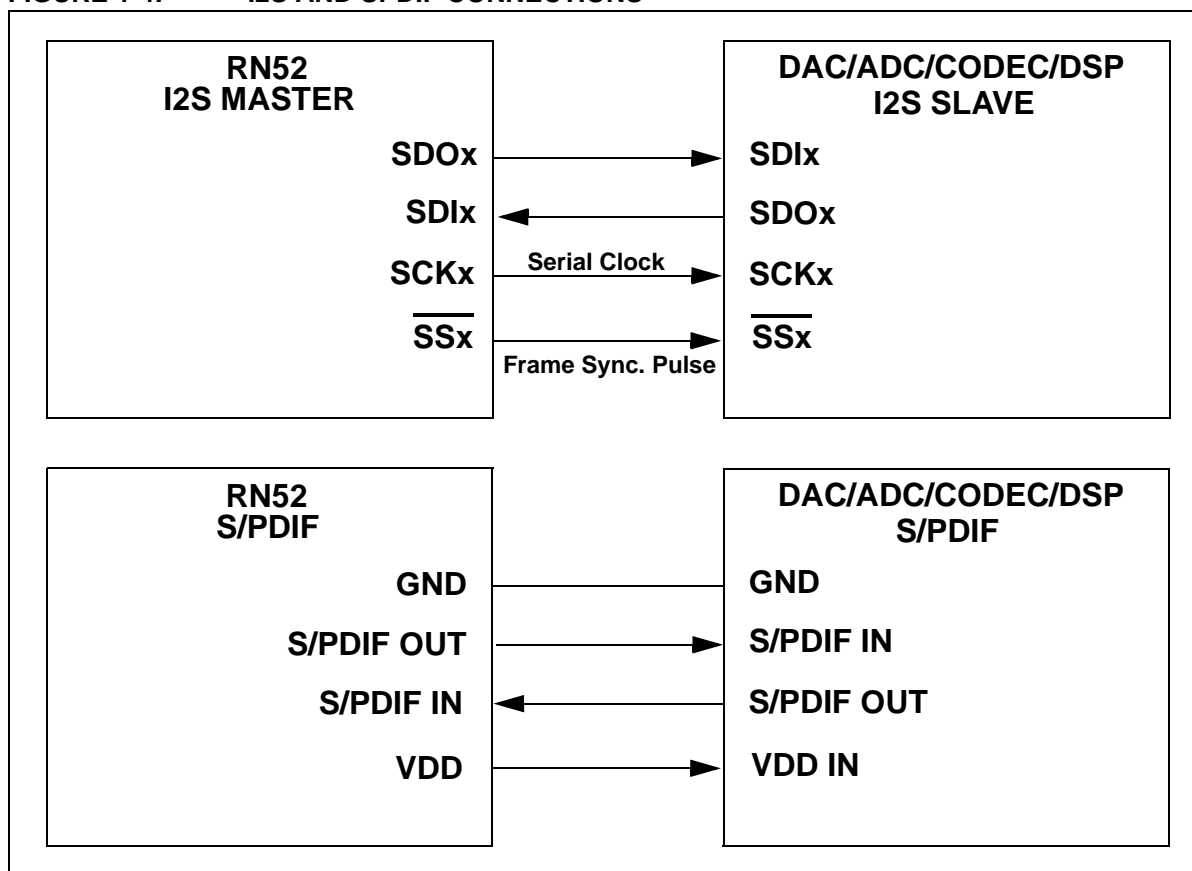 RN52
I2S MASTER
DAC/ADC/CODEC/DSP
I2S SLAVE
SDOx
SDIx
SDIx
SDOx
SCKx
Serial Clock
SCKx
SSx
SSx
Frame Sync. Pulse
RN52
S/PDIF
DAC/ADC/CODEC/DSP
S/PDIF
GND
GND
S/PDIF OUT
S/PDIF IN
S/PDIF IN
S/PDIF OUT
VDD
VDD IN